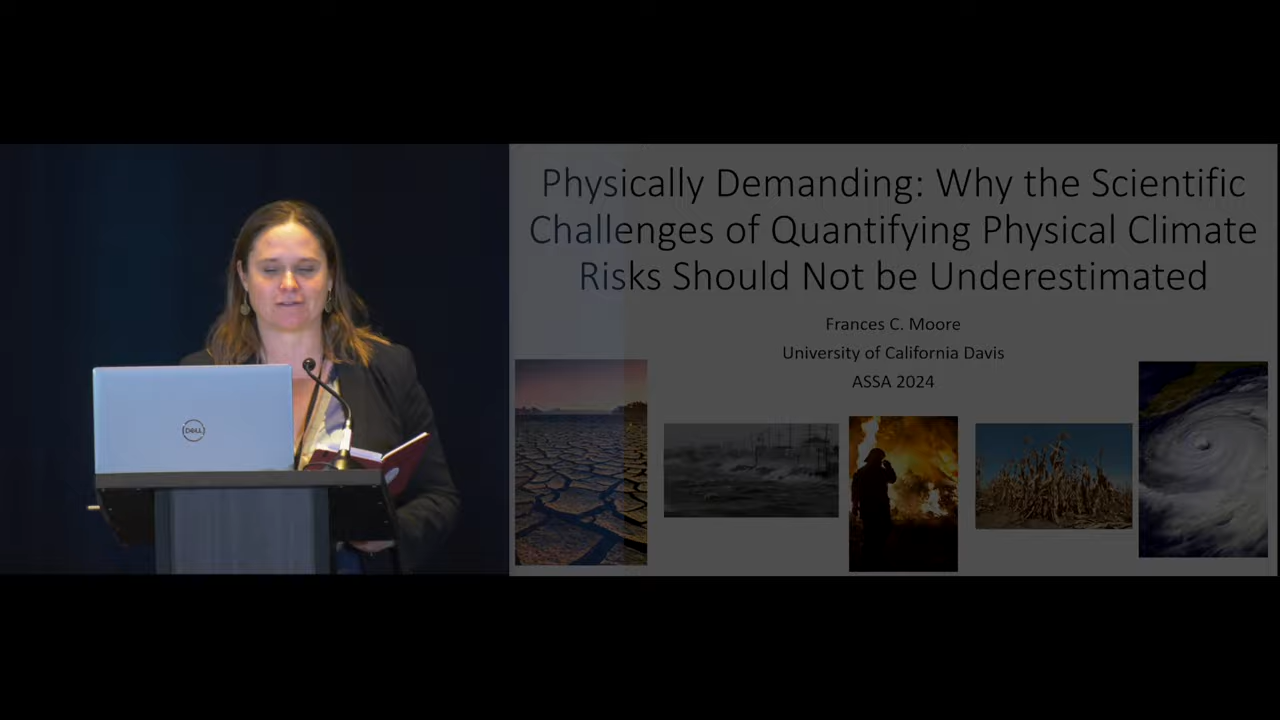 Physically Demanding: Why the Scientific
Challenges of Quantifying Physical Climate
Risks Should Not be Underestimated
Frances C. Moore
University of California Davis
ASSA 2024
DELL